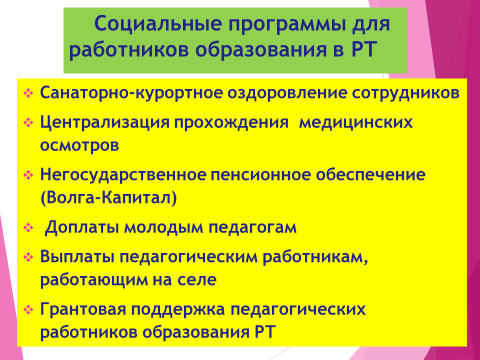 Социальные программы для
работников образования в РТ
Санаторно-курортное оздоровление сотрудников
Централизация прохождения медицинских
осмотров
Негосударственное пенсионное обеспечение
(Волга-Капитал)
Доплаты молодым педагогам
Выплаты педагогическим работникам,
работающим на селе
Грантовая поддержка педагогических
работников образования РТ